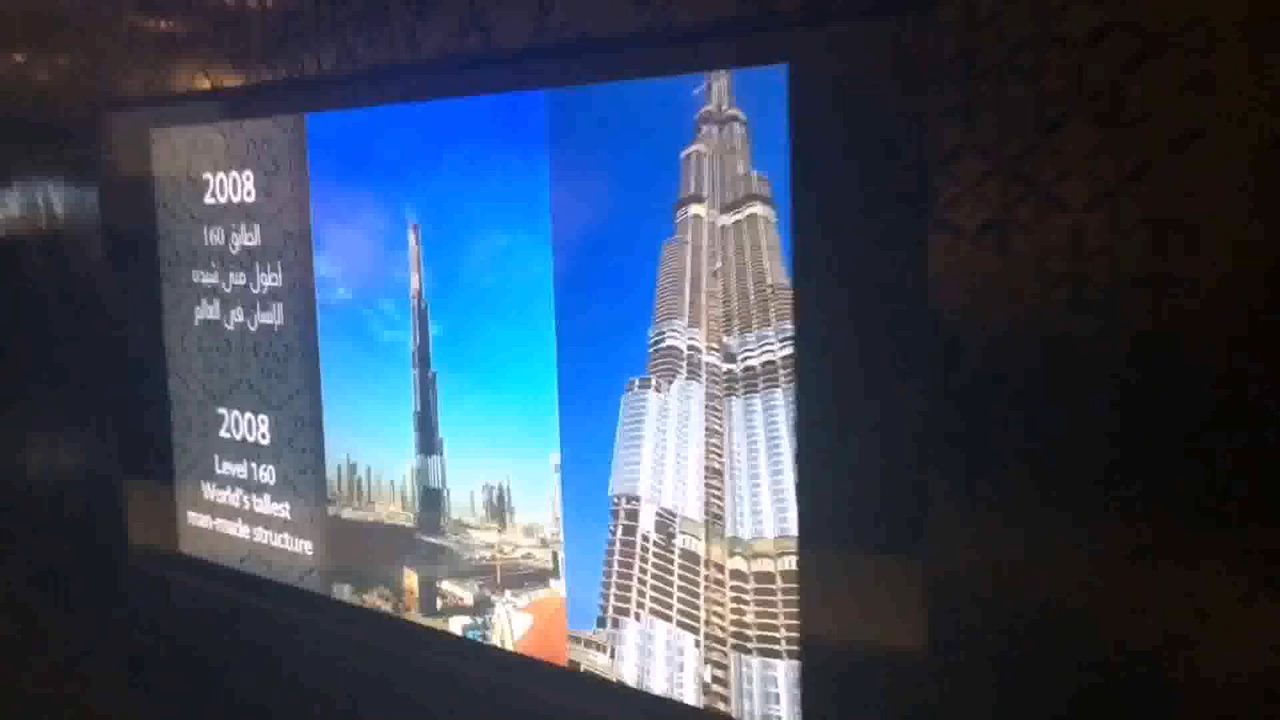 2008
الطابق 160
أطول مبنى شيده
الإنسان في العالم
2008
Level 160
World's tallest
man-made structure